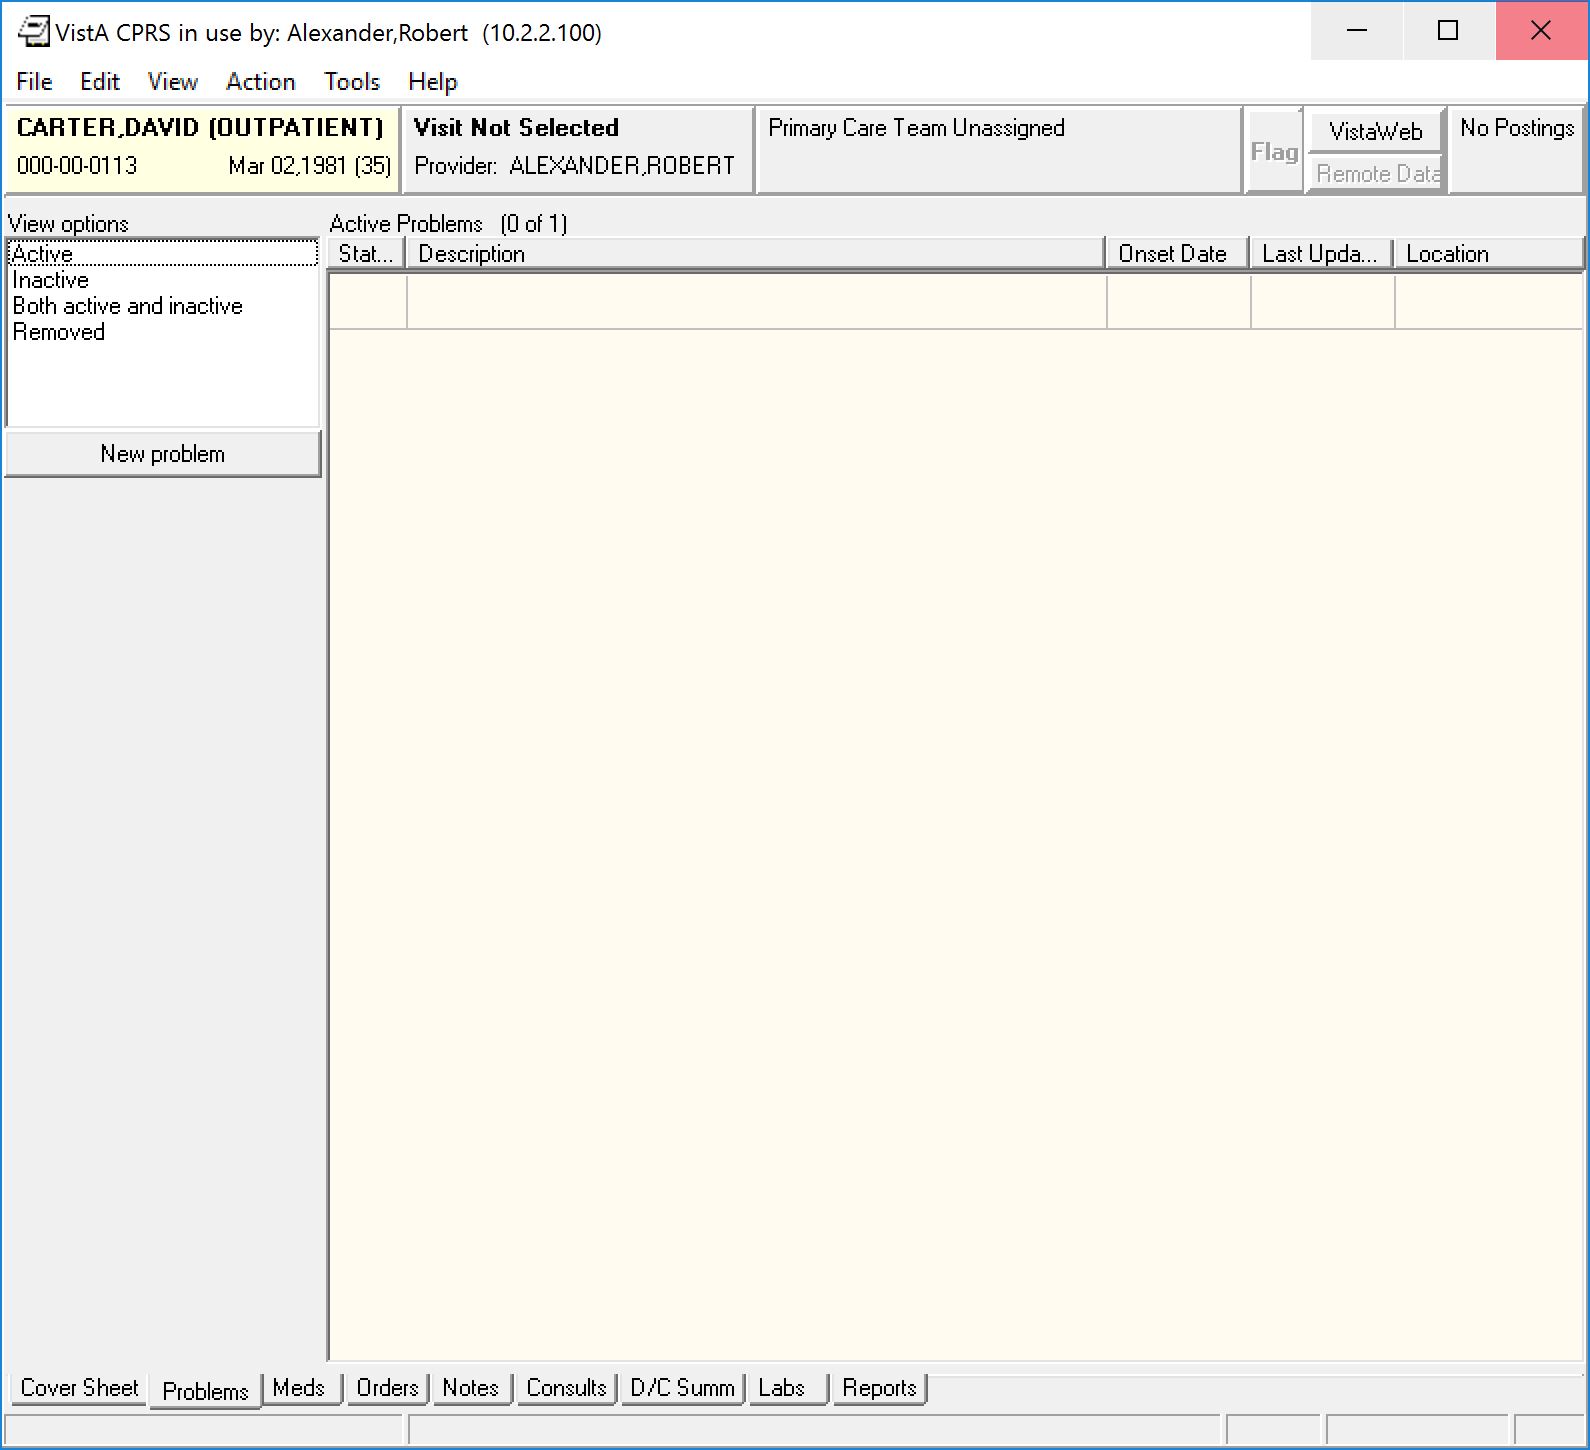 VistA CPRS in use by: Alexander,Robert (10.2.2.100)
File Edit View Action Tools Help
CARTER,DAVID (OUTPATIENT)
000-00-0113 Mar 02,1981 (35)
Visit Not Selected
Provider: ALEXANDER,ROBERT
Primary Care Team Unassigned
Flag
VistaWeb
Remote Data
No Postings
View options
Active
Inactive
Both active and inactive
Removed
New problem
Active Problems (0 of 1)
Stat... Description Onset Date Last Upda... Location
Cover Sheet Problems Meds Orders Notes Consults D/C Summ Labs Reports